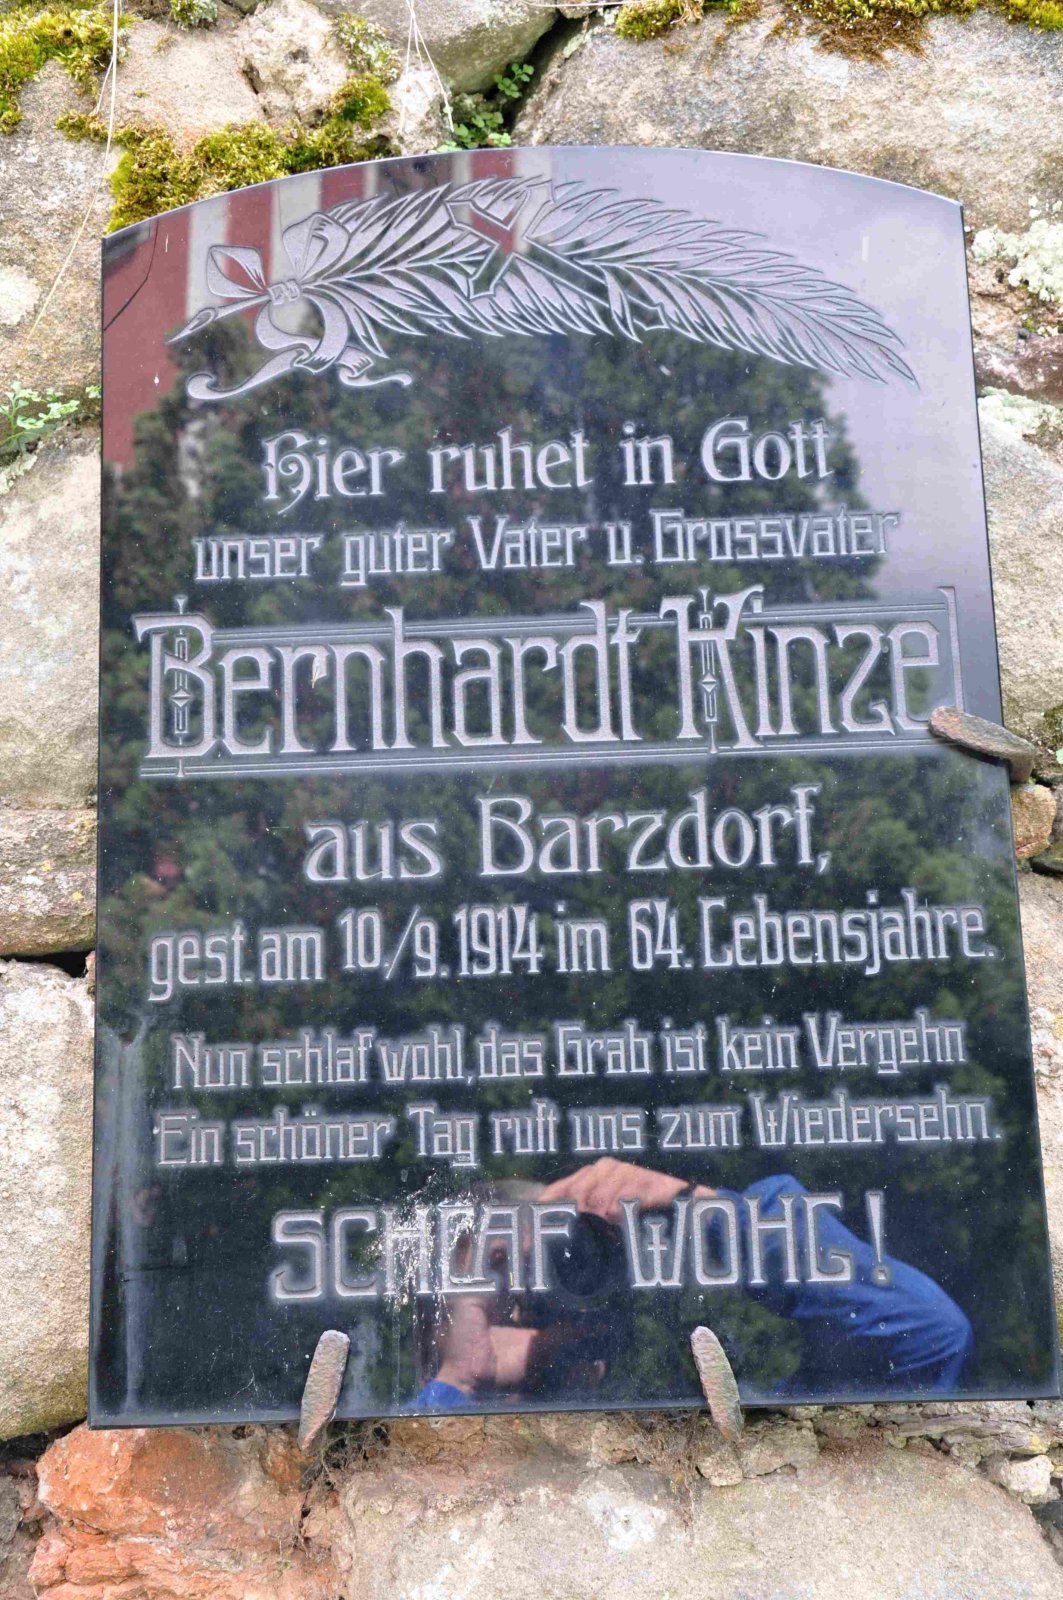 Hier ruhet in Gott
unser guter Vater u. Grossvater
Bernhardt Kinzel
aus Barzdorf,
gest. am 10./9. 1914 im 64. Lebensjahre.
Nun schlaf wohl, das Grab ist kein Vergehn
Ein schöner Tag ruft uns zum Wiedersehn.
SCHLAF WOHL!